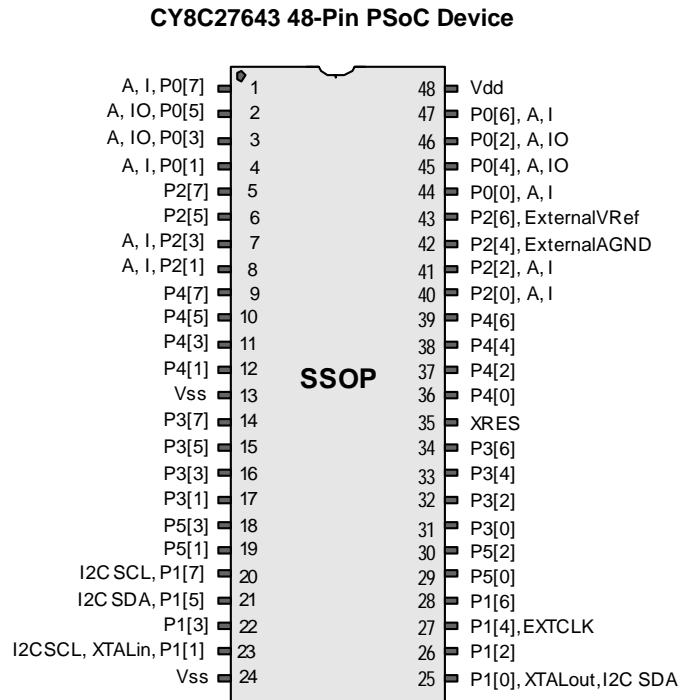 CY8C27643 48-Pin PSoC Device
A, I, P0[7] 1 48 Vdd
A, IO, P0[5] 2 47 P0[6], A, I
A, IO, P0[3] 3 46 P0[2], A, IO
A, I, P0[1] 4 45 P0[4], A, IO
P2[7] 5 44 P0[0], A, I
P2[5] 6 43 P2[6], ExternalVRef
A, I, P2[3] 7 42 P2[4], ExternalAGND
A, I, P2[1] 8 41 P2[2], A, I
P4[7] 9 40 P2[0], A, I
P4[5] 10 39 P4[6]
P4[3] 11 38 P4[4]
P4[1] 12 37 P4[2]
SSOP
Vss 13 36 P4[0]
P3[7] 14 35 XRES
P3[5] 15 34 P3[6]
P3[3] 16 33 P3[4]
P3[1] 17 32 P3[2]
P5[3] 18 31 P3[0]
P5[1] 19 30 P5[2]
I2C SCL, P1[7] 20 29 P5[0]
I2C SDA, P1[5] 21 28 P1[6]
P1[3] 22 27 P1[4], EXTCLK
I2CSCL, XTALin, P1[1] 23 26 P1[2]
Vss 24 25 P1[0], XTALout, I2C SDA